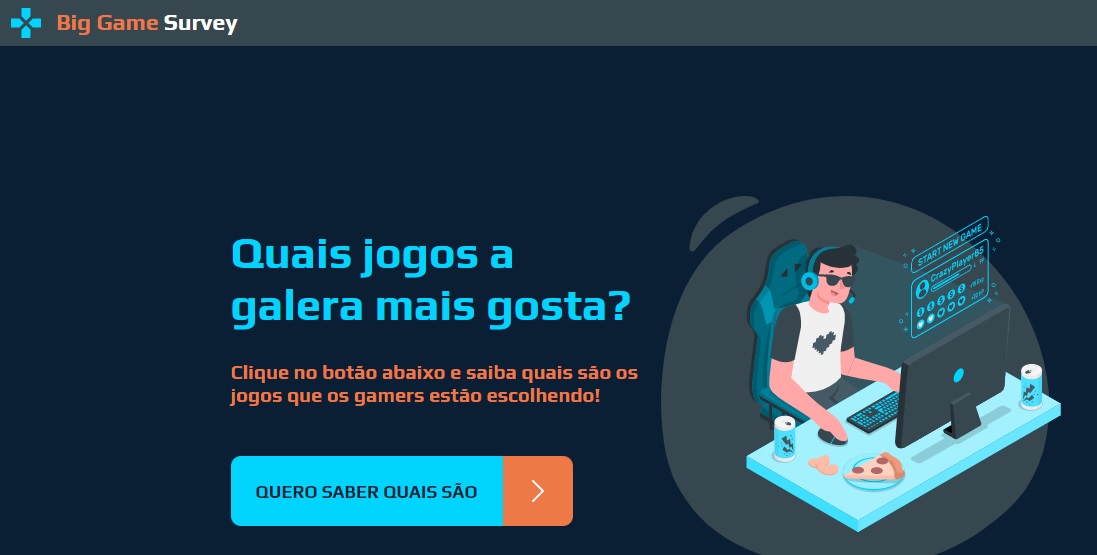 Big Game Survey
Quais jogos a
galera mais gosta?
Clique no botão abaixo e saiba quais são os
jogos que os gamers estão escolhendo!
QUERO SABER QUAIS SÃO
START NEW GAME
CrazyPlayer85